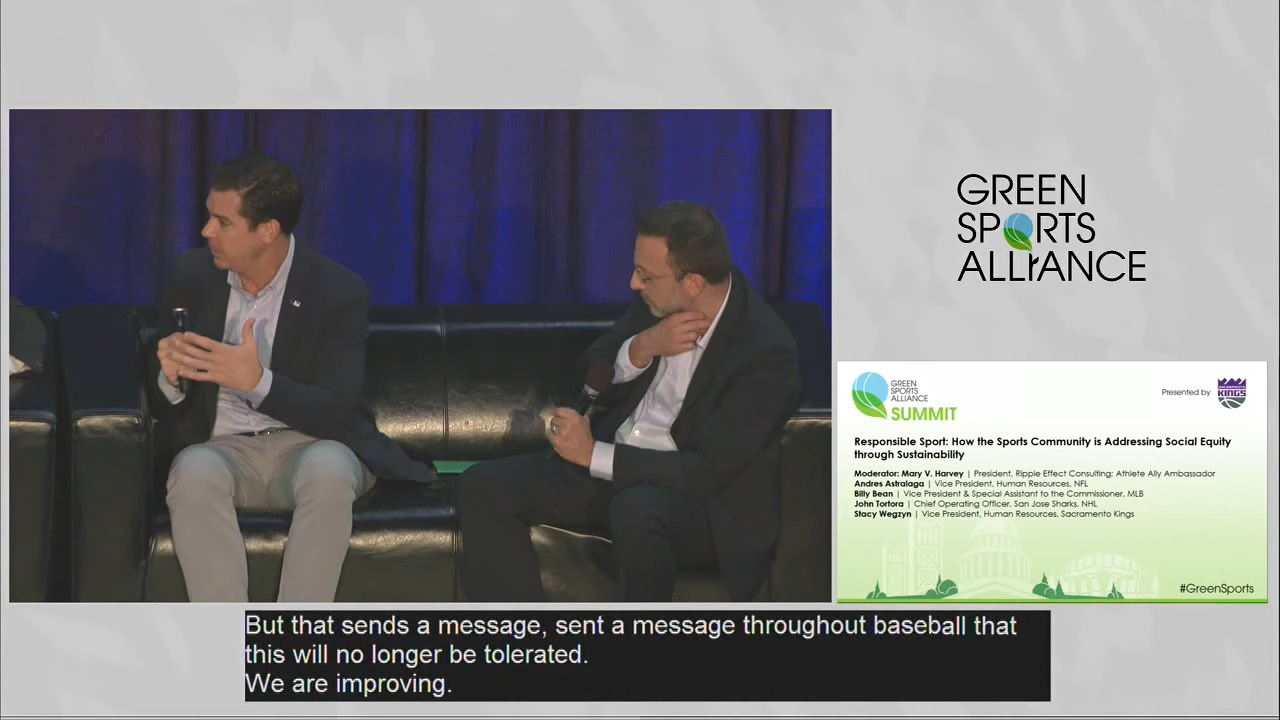 GREEN
SPORTS
ALLIANCE
GREEN
SPORTS
ALLIANCE
SUMMIT
Presented by
SACRAMENTO
KINGS
Responsible Sport: How the Sports Community is Addressing Social Equity
through Sustainability
Moderator: Mary V. Harvey | President, Ripple Effect Consulting; Athlete Ally Ambassador
Andres Astralaga | Vice President, Human Resources, NFL
Billy Bean | Vice President & Special Assistant to the Commissioner, MLB
John Tortora | Chief Operating Officer, San Jose Sharks, NHL
Stacy Wegzyn | Vice President, Human Resources, Sacramento Kings
#GreenSports
But that sends a message, sent a message throughout baseball that
this will no longer be tolerated.
We are improving.